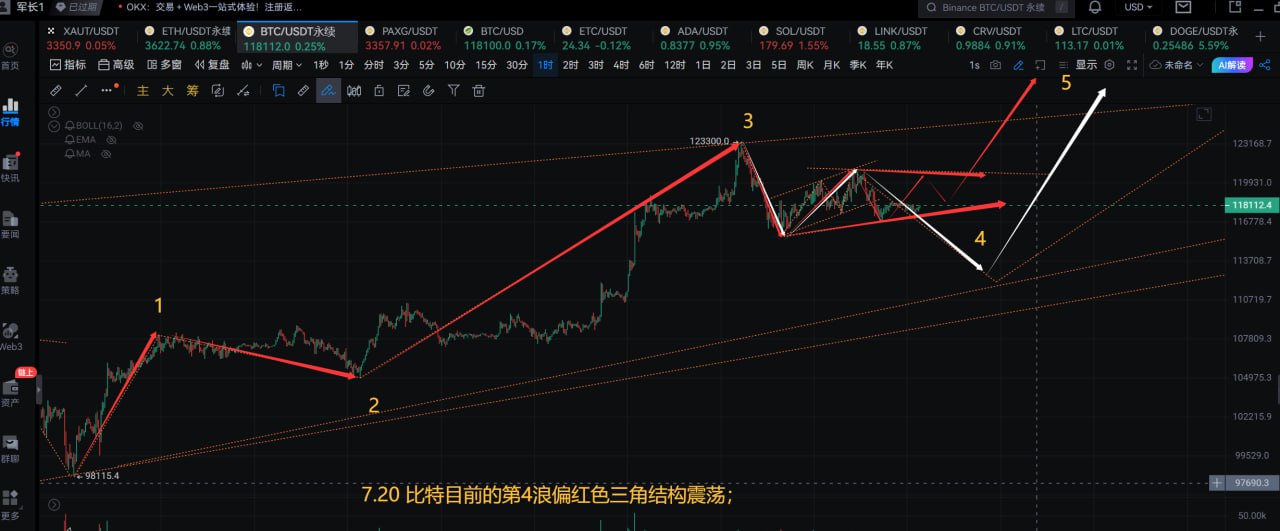 军长1 已过期 OKX：交易＋Web3一站式体验！注册返... Binance BTC/USDT 永续 / USD
XAUT/USDT ETH/USDT永续 BTC/USDT永续 PAXG/USDT BTC/USD ETC/USDT ADA/USDT SOL/USDT LINK/USDT CRV/USDT LTC/USDT DOGE/USDT永
3350.9 0.05% 3622.74 0.88% 118112.0 0.25% 3357.91 0.02% 118100.0 0.17% 24.34 -0.12% 0.8377 0.95% 179.69 1.55% 18.55 0.87% 0.9884 0.91% 113.17 0.01% 0.25486 5.59%
指标 高级 多窗 复盘 周期 1秒 1分 分时 3分 5分 10分 15分 30分 1时 2时 3时 4时 6时 12时 1日 2日 3日 5日 周K 月K 季K 年K 1s 显示 未命名 AI解读
主 大 筹
首页
行情
快讯
要闻
策略
Web3
链上
资产
群聊
更多
BOLL(16,2)
EMA
MA
5
3
123300.0
4
1
2
98115.4
123168.7
119931.0
118112.4
116778.4
113708.7
110719.7
107809.3
104975.3
102215.9
99529.0
97690.3
50.00k
7.20 比特目前的第4浪偏红色三角结构震荡；